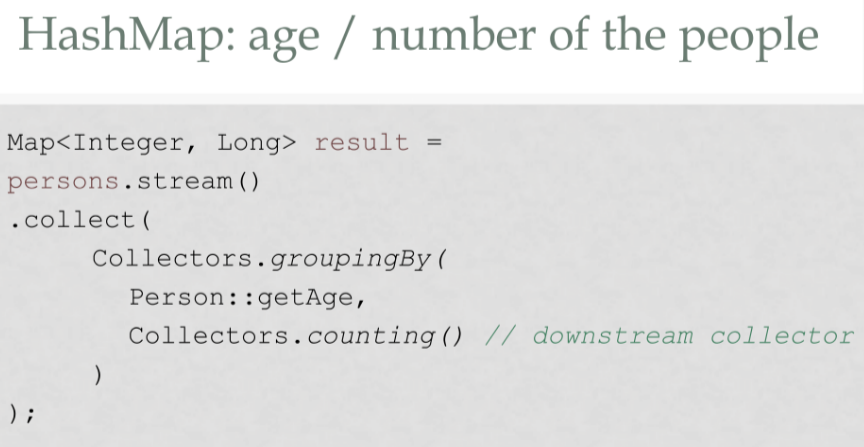 HashMap: age / number of the people
Map<Integer, Long> result =
persons.stream()
.collect(
Collectors.groupingBy(
Person::getAge,
Collectors.counting() // downstream collector
)
);